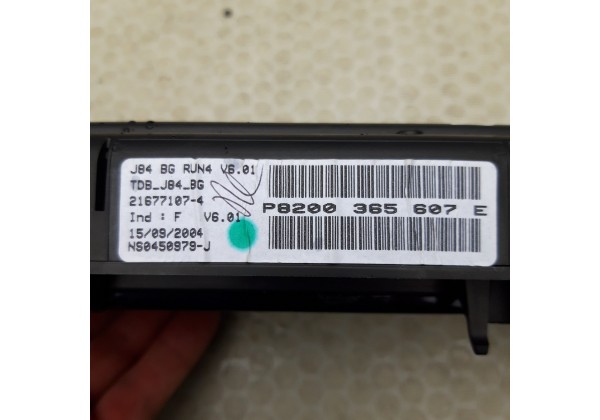 J84 BG RUN4 V6.01
TDB_J84_BG
21677107-4
Ind : F V6.01
15/09/2004
NS0450979-J
P8200 365 607 E